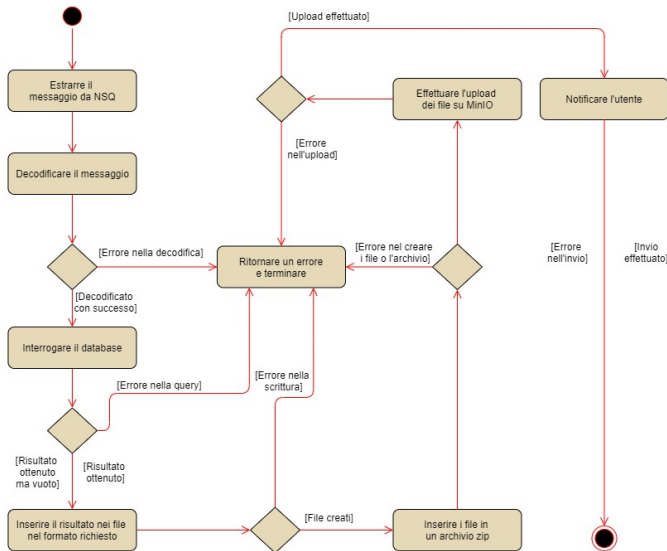 [Upload effettuato]
Estrarre il
messaggio da NSQ
Effettuare l'upload
dei file su MinIO
Notificare l'utente
[Errore
nell'upload]
Decodificare il messaggio
[Errore nella decodifica]
Ritornare un errore
e terminare
[Errore nel creare
i file o l'archivio]
[Errore
nell'invio]
[Invio
effettuato]
[Decodificato
con successo]
Interrogare il database
[Errore nella query]
[Errore nella
scrittura]
[Risultato
ottenuto
ma vuoto]
[Risultato
ottenuto]
Inserire il risultato nei file
nel formato richiesto
[File creati]
Inserire i file in
un archivio zip